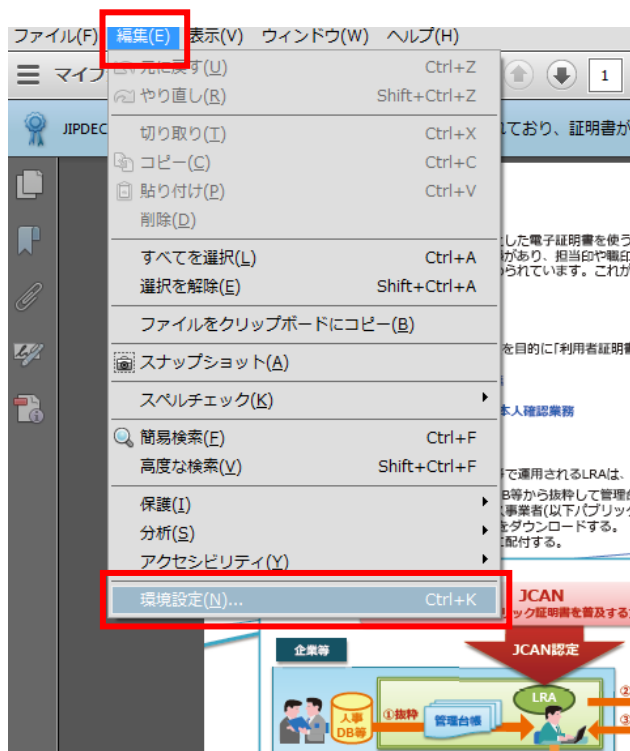 ファイル(F) 編集(E) 表示(V) ウィンドウ(W) ヘルプ(H)
マイフ
1
元に戻す(U) Ctrl+Z
やり直し(R) Shift+Ctrl+Z
JIPDEC
ており、証明書が
切り取り(T) Ctrl+X
コピー(C) Ctrl+C
貼り付け(P) Ctrl+V
削除(D)
すべてを選択(L) Ctrl+A
選択を解除(E) Shift+Ctrl+A
ファイルをクリップボードにコピー(B)
スナップショット(A)
スペルチェック(K)
簡易検索(F) Ctrl+F
高度な検索(V) Shift+Ctrl+F
保護(I)
分析(S)
アクセシビリティ(Y)
環境設定(N)... Ctrl+K
した電子証明書を使う
があり、担当印や職印
られています。これが
を目的に「利用者証明書
本人確認業務
で運用されるLRAは、
B等から抜粋して管理台
事業者(以下パブリック
をダウンロードする。
配付する。
JCAN
リック証明書を普及する
JCAN認定
企業等
人事
DB等
①抜粋
管理台帳
LRA
②
③